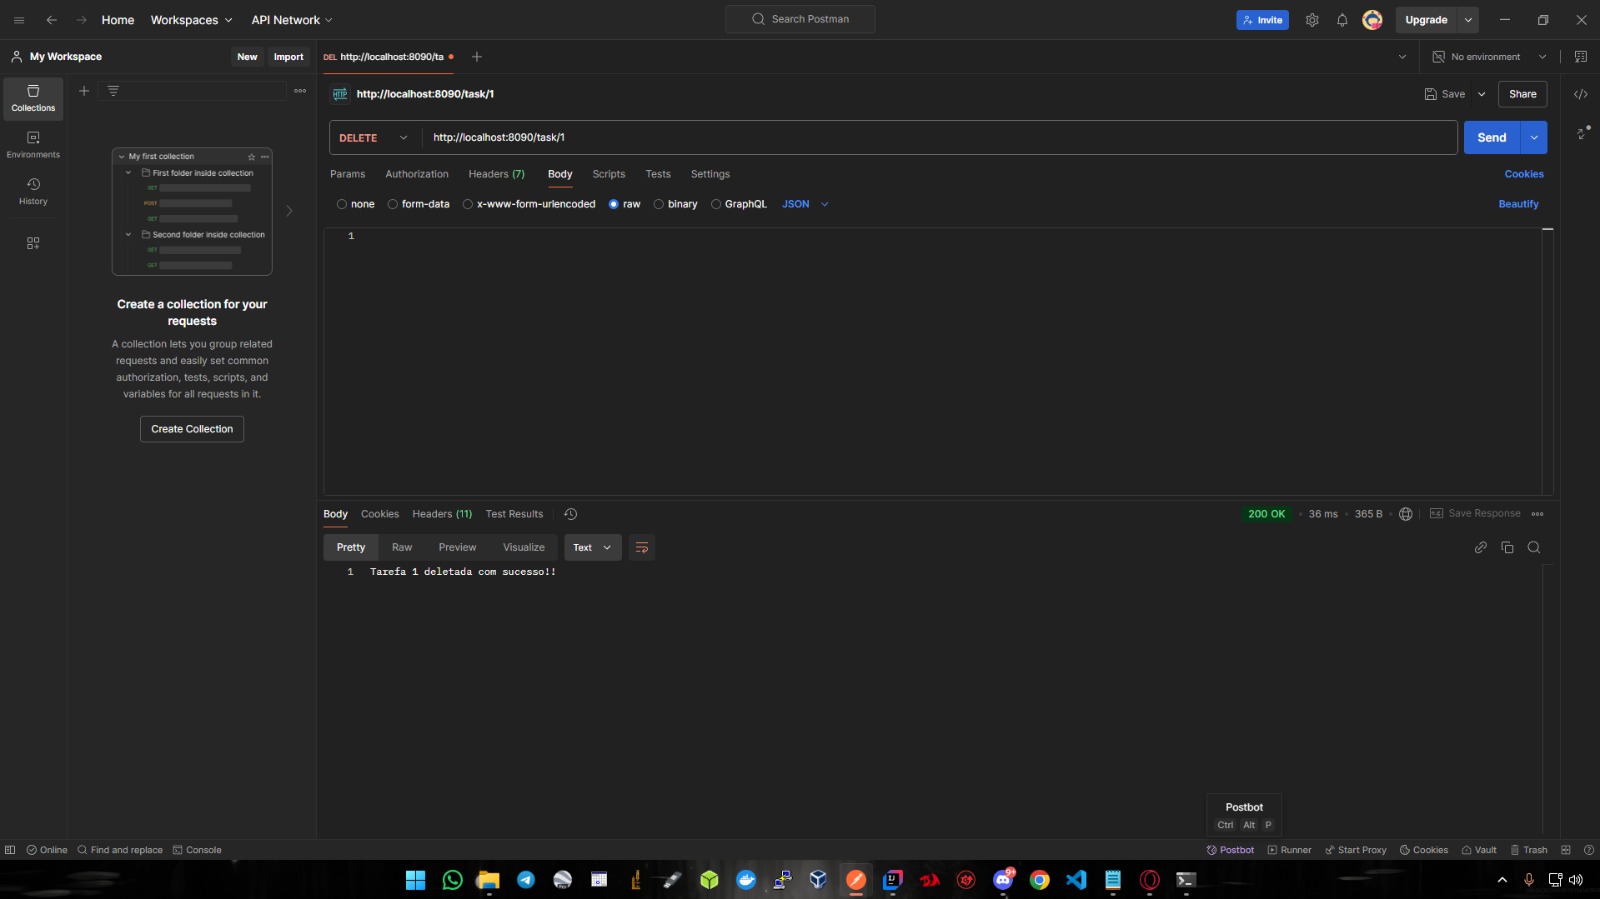 Home Workspaces API Network Search Postman Invite Upgrade
My Workspace New Import DEL http://localhost:8090/ta No environment
Collections
Environments
History
My first collection
First folder inside collection
GET
POST
GET
Second folder inside collection
GET
GET
Create a collection for your
requests
A collection lets you group related
requests and easily set common
authorization, tests, scripts, and
variables for all requests in it.
Create Collection
HTTP http://localhost:8090/task/1 Save Share
DELETE http://localhost:8090/task/1 Send
Params Authorization Headers (7) Body Scripts Tests Settings Cookies
none form-data x-www-form-urlencoded raw binary GraphQL JSON Beautify
1
Body Cookies Headers (11) Test Results 200 OK • 36 ms • 365 B • Save Response
Pretty Raw Preview Visualize Text
1 Tarefa 1 deletada com sucesso!!
Postbot
Ctrl Alt P
Online Find and replace Console Postbot Runner Start Proxy Cookies Vault Trash
9+